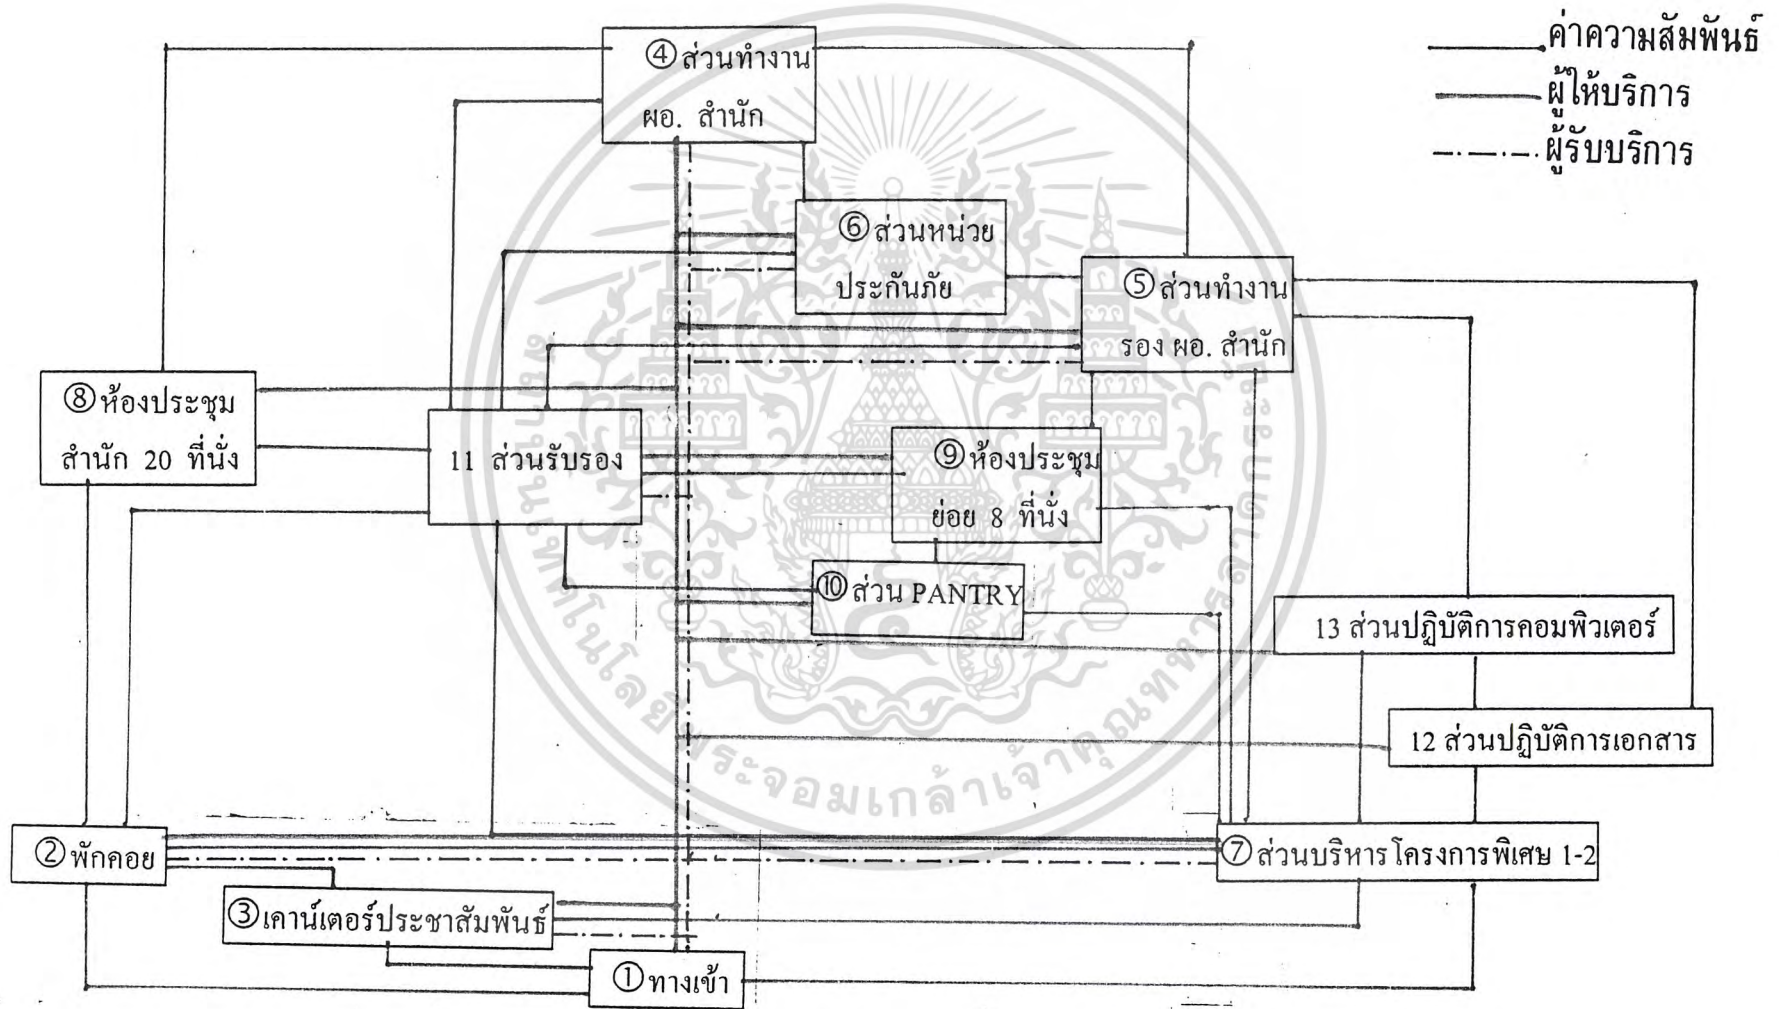 ค่าความสัมพันธ์
ผู้ให้บริการ
ผู้รับบริการ
④ ส่วนทำงาน
ผอ. สำนัก
⑥ ส่วนหน่วย
ประกันภัย
⑤ ส่วนทำงาน
รอง ผอ. สำนัก
⑧ ห้องประชุม
สำนัก 20 ที่นั่ง
11 ส่วนรับรอง
⑨ ห้องประชุม
ย่อย 8 ที่นั่ง
⑩ ส่วน PANTRY
13 ส่วนปฏิบัติการคอมพิวเตอร์
12 ส่วนปฏิบัติการเอกสาร
② พักคอย
⑦ ส่วนบริหารโครงการพิเศษ 1-2
③ เคาน์เตอร์ประชาสัมพันธ์
① ทางเข้า